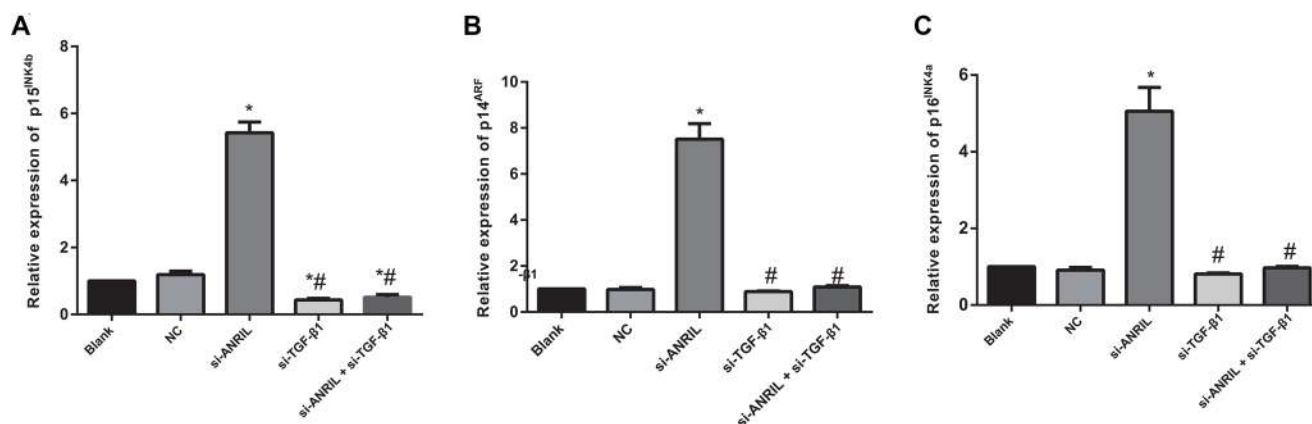 A
Relative expression of p15INK4b
8
6
4
2
0
*
*#
*#
Blank
NC
si-ANRIL
si-TGF-β1
si-ANRIL + si-TGF-β1
B
Relative expression of p14ARF
10
8
6
4
2
0
-β1
*
#
#
Blank
NC
si-ANRIL
si-TGF-β1
si-ANRIL + si-TGF-β1
C
Relative expression of p16INK4a
6
4
2
0
*
#
#
Blank
NC
si-ANRIL
si-TGF-β1
si-ANRIL + si-TGF-β1